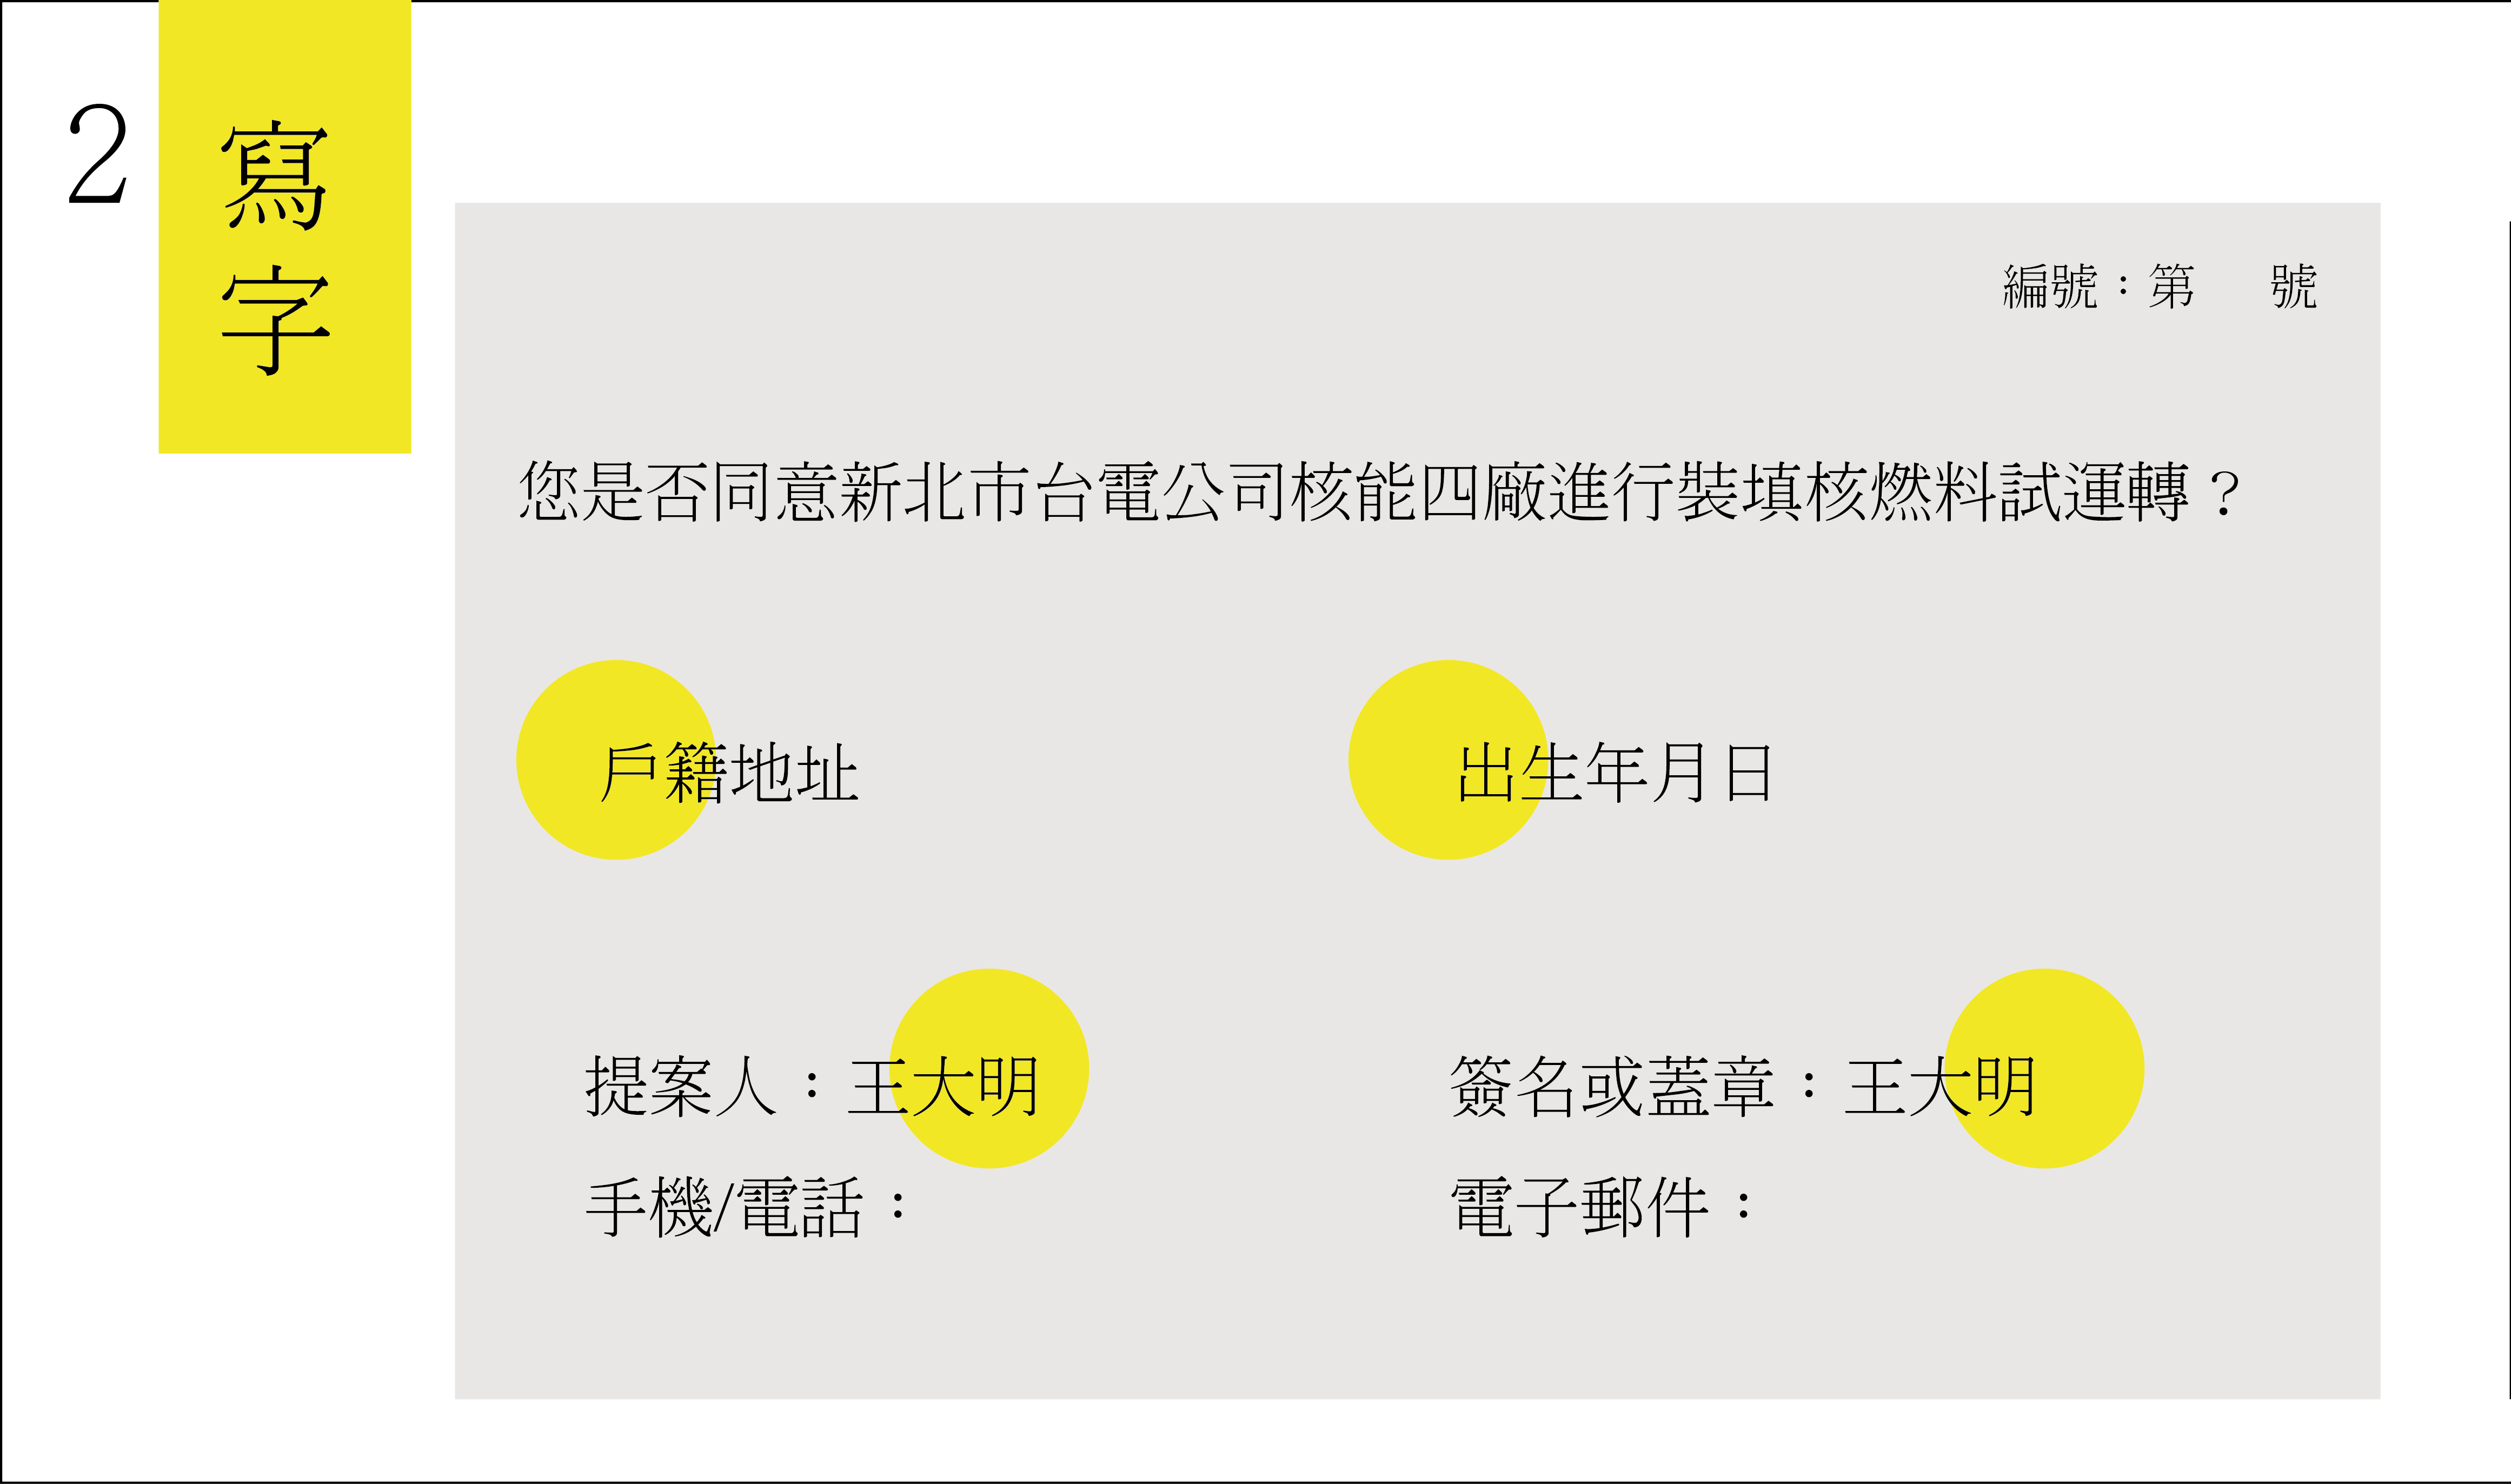 2
寫字
編號：第　號
您是否同意新北市台電公司核能四廠進行裝填核燃料試運轉？
戶籍地址
出生年月日
提案人：王大明
簽名或蓋章：王大明
手機/電話：
電子郵件：